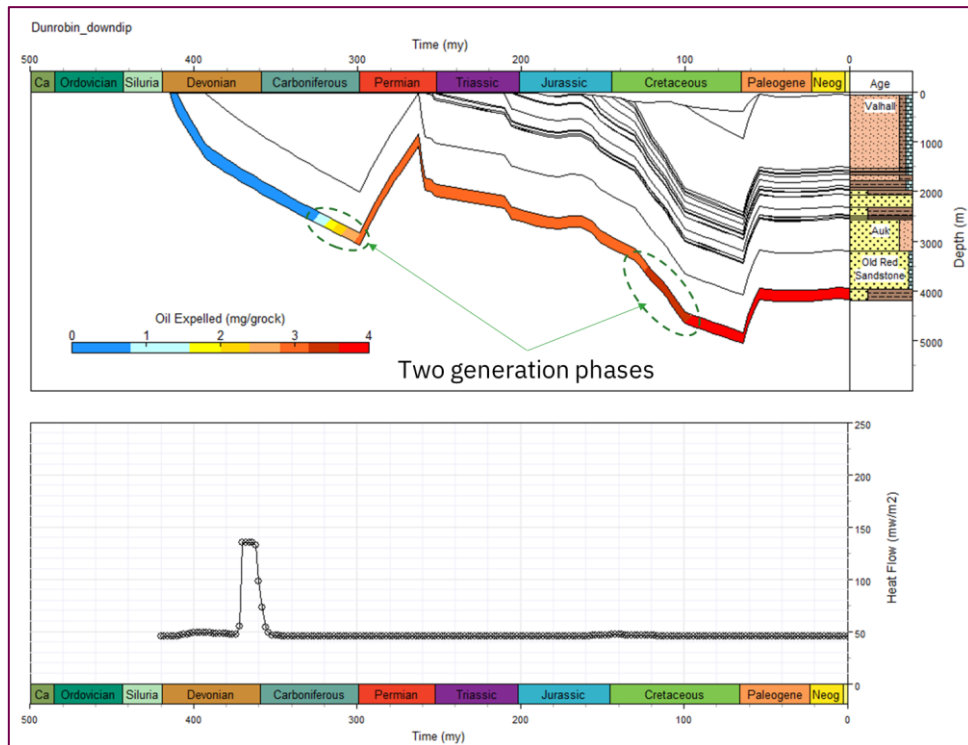 Dunrobin_downdip
Time (my)
500 400 300 200 100 0
Ca Ordovician Siluria Devonian Carboniferous Permian Triassic Jurassic Cretaceous Paleogene Neog Age
0
Valhall
1000
2000
Auk
3000
Old Red
Sandstone
4000
5000
Depth (m)
Oil Expelled (mg/grock)
0 1 2 3 4
Two generation phases
250
200
150
100
50
0
Heat Flow (mw/m2)
Ca Ordovician Siluria Devonian Carboniferous Permian Triassic Jurassic Cretaceous Paleogene Neog
500 400 300 200 100 0
Time (my)